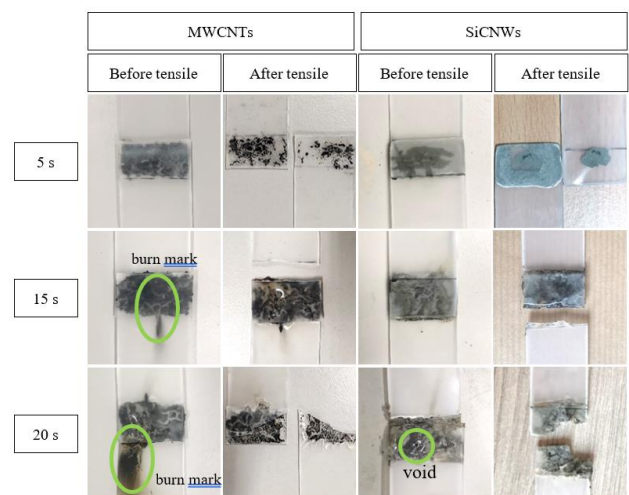 MWCNTs
SiCNWs
Before tensile
After tensile
Before tensile
After tensile
5 s
15 s
burn mark
20 s
burn mark
void